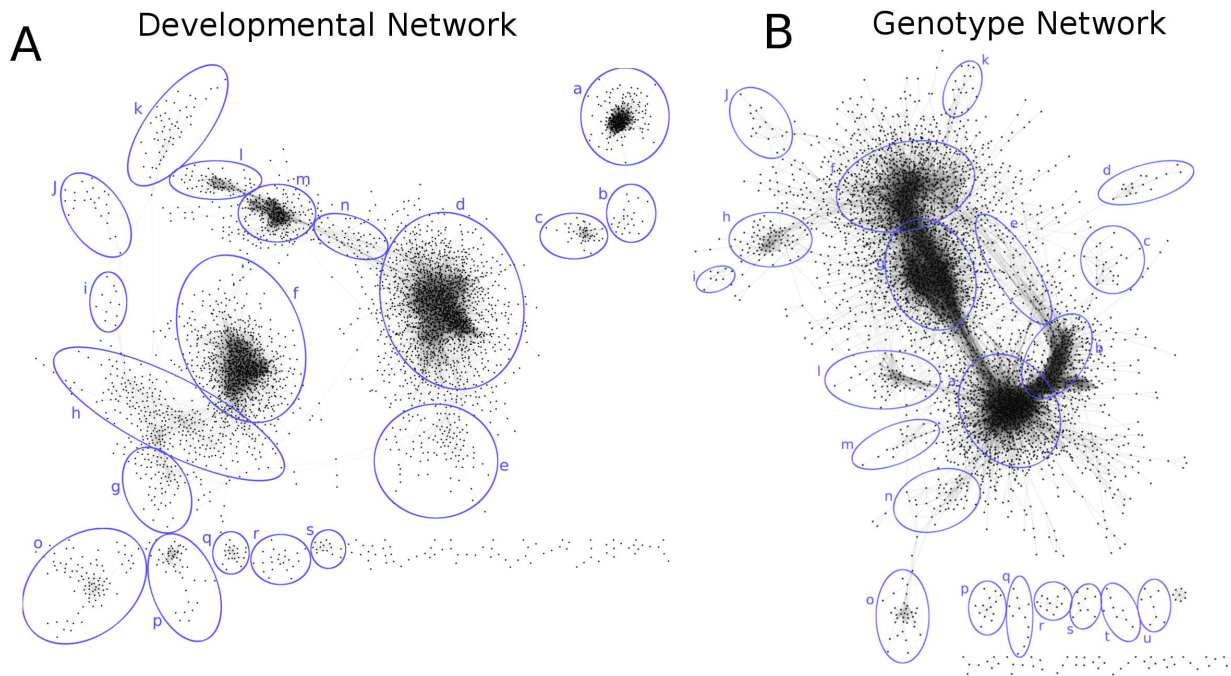 A
Developmental Network
k
l
m
J
n
d
a
b
c
i
f
h
g
e
o
p
q
r
s
B
Genotype Network
k
J
f
d
h
e
c
g
i
b
l
a
m
n
o
p
q
r
s
t
u